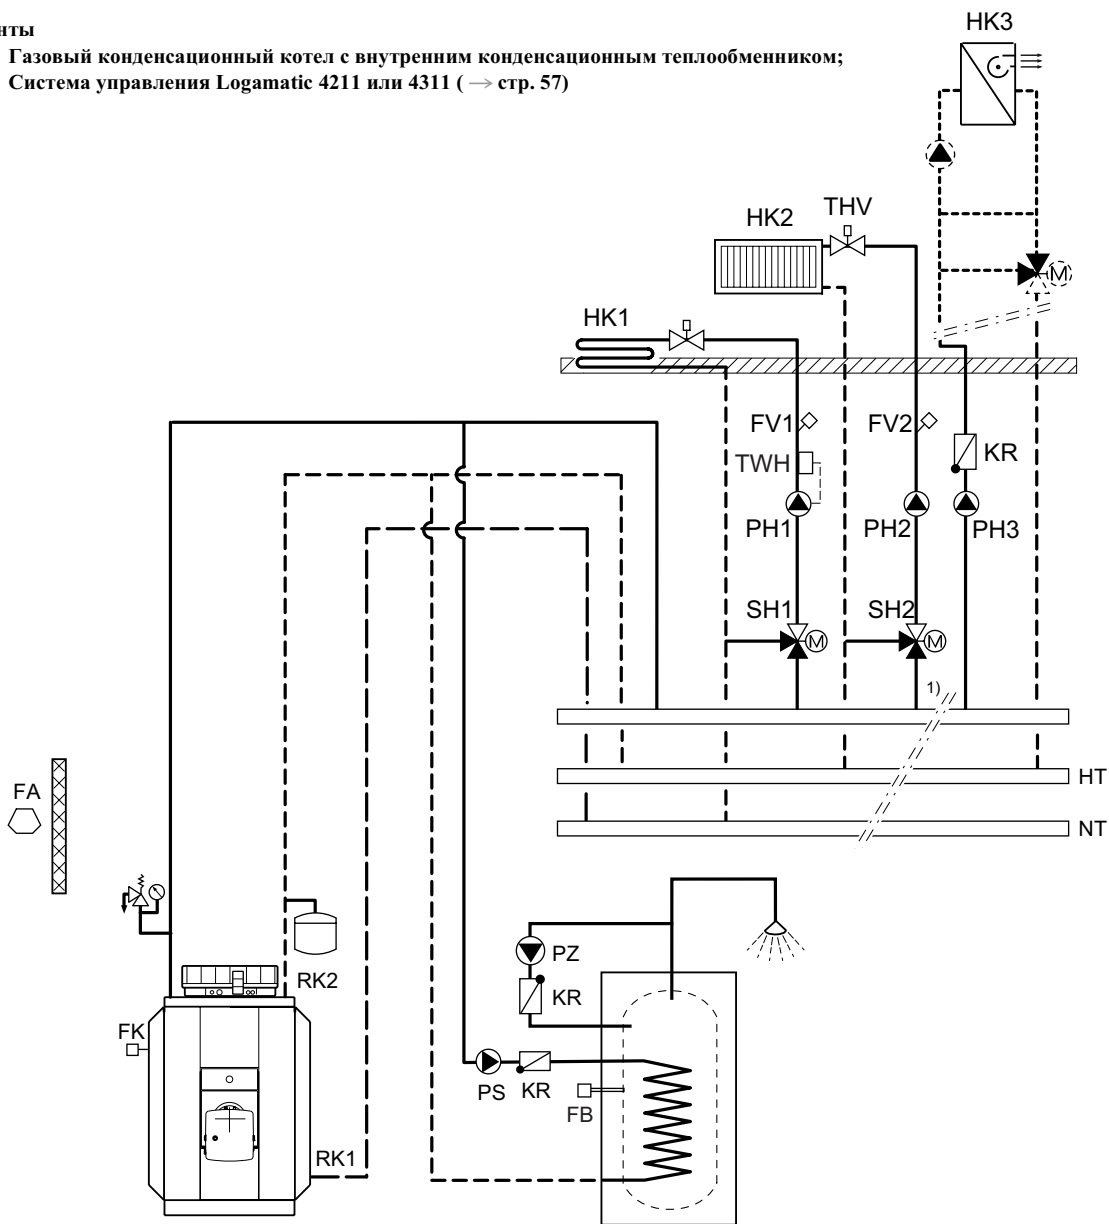 нты
Газовый конденсационный котел с внутренним конденсационным теплообменником;
Система управления Logamatic 4211 или 4311 ( → стр. 57)
HK3
THV
HK2
M
HK1
FV1
FV2
KR
TWH
PH1
PH2
PH3
SH1
SH2
M
M
1)
HT
FA
NT
PZ
RK2
KR
FK
PS
KR
FB
RK1